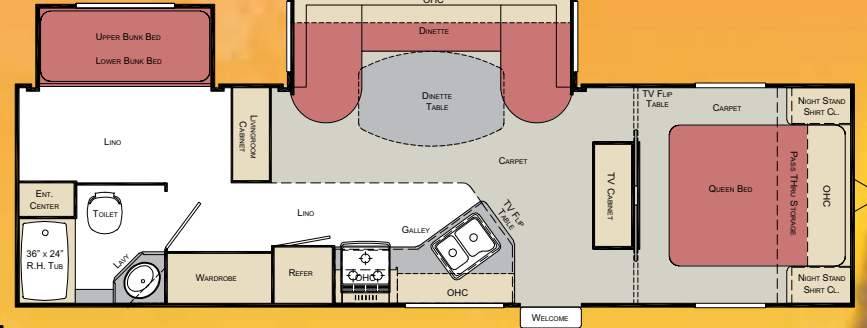 OHC
UPPER BUNK BED
LOWER BUNK BED
DINETTE
DINETTE
TABLE
LINO
LIVINGROOM
CABINET
CARPET
TV FLIP
TABLE
CARPET
NIGHT STAND
SHIRT CL.
ENT.
CENTER
TOILET
LINO
GALLEY
TV FLIP
TABLE
TV CABINET
QUEEN BED
PASS THRU STORAGE
OHC
36" x 24"
R.H. TUB
LAVY
WARDROBE
REFER
OHC
OHC
NIGHT STAND
SHIRT CL.
WELCOME